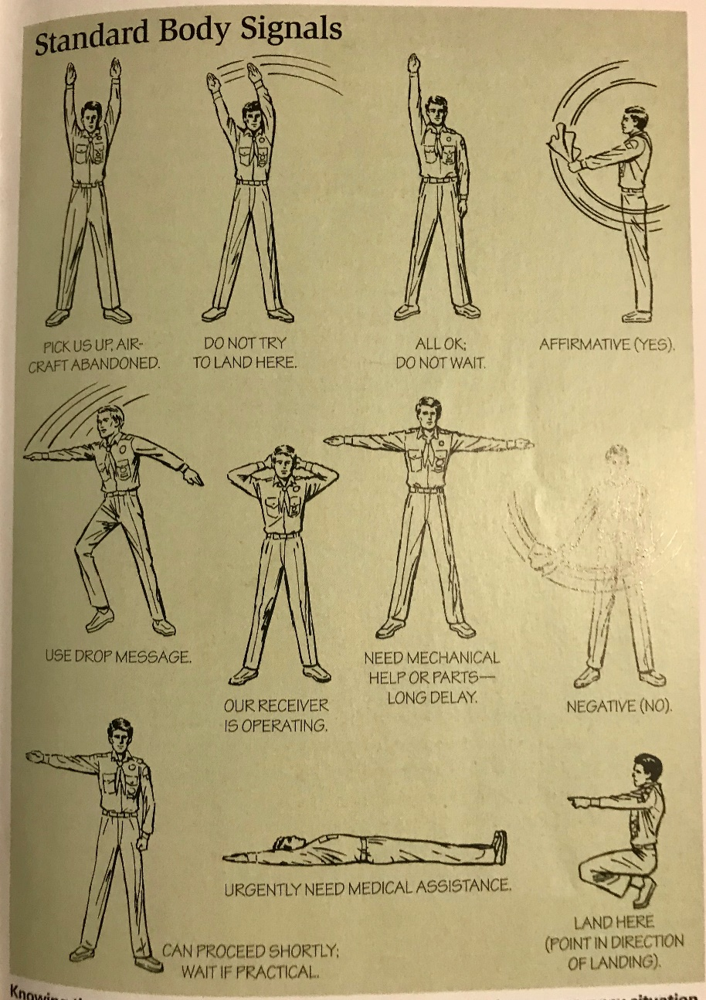 Standard Body Signals
PICK US UP, AIR-
CRAFT ABANDONED.
DO NOT TRY
TO LAND HERE.
ALL OK;
DO NOT WAIT.
AFFIRMATIVE (YES).
USE DROP MESSAGE.
OUR RECEIVER
IS OPERATING.
NEED MECHANICAL
HELP OR PARTS—
LONG DELAY.
NEGATIVE (NO).
CAN PROCEED SHORTLY;
WAIT IF PRACTICAL.
URGENTLY NEED MEDICAL ASSISTANCE.
LAND HERE
(POINT IN DIRECTION
OF LANDING).
Knowing situation